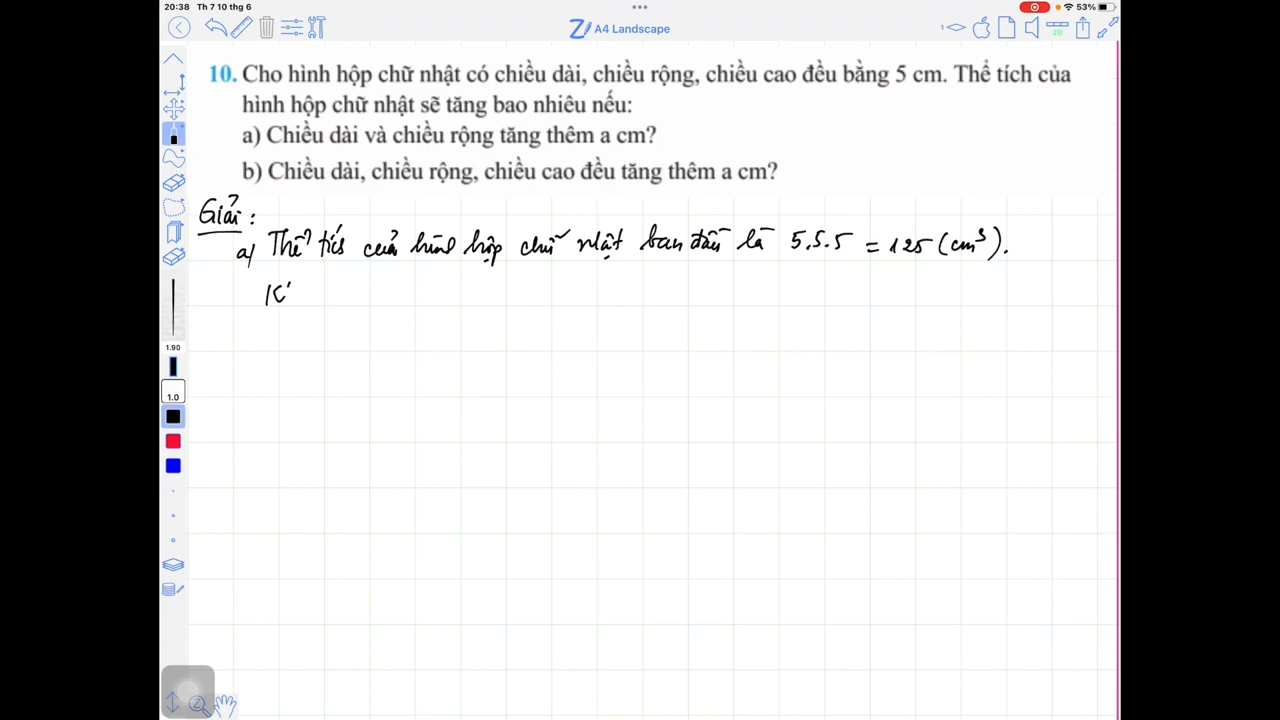 20:38 Th 7 10 thg 6
53%
A4 Landscape
1
20
10. Cho hình hộp chữ nhật có chiều dài, chiều rộng, chiều cao đều bằng 5 cm. Thể tích của
hình hộp chữ nhật sẽ tăng bao nhiêu nếu:
a) Chiều dài và chiều rộng tăng thêm a cm?
b) Chiều dài, chiều rộng, chiều cao đều tăng thêm a cm?
Giải:
a) Thể tích của hình hộp chữ nhật ban đầu là 5.5.5 = 125 (cm³).
1.90
1.0